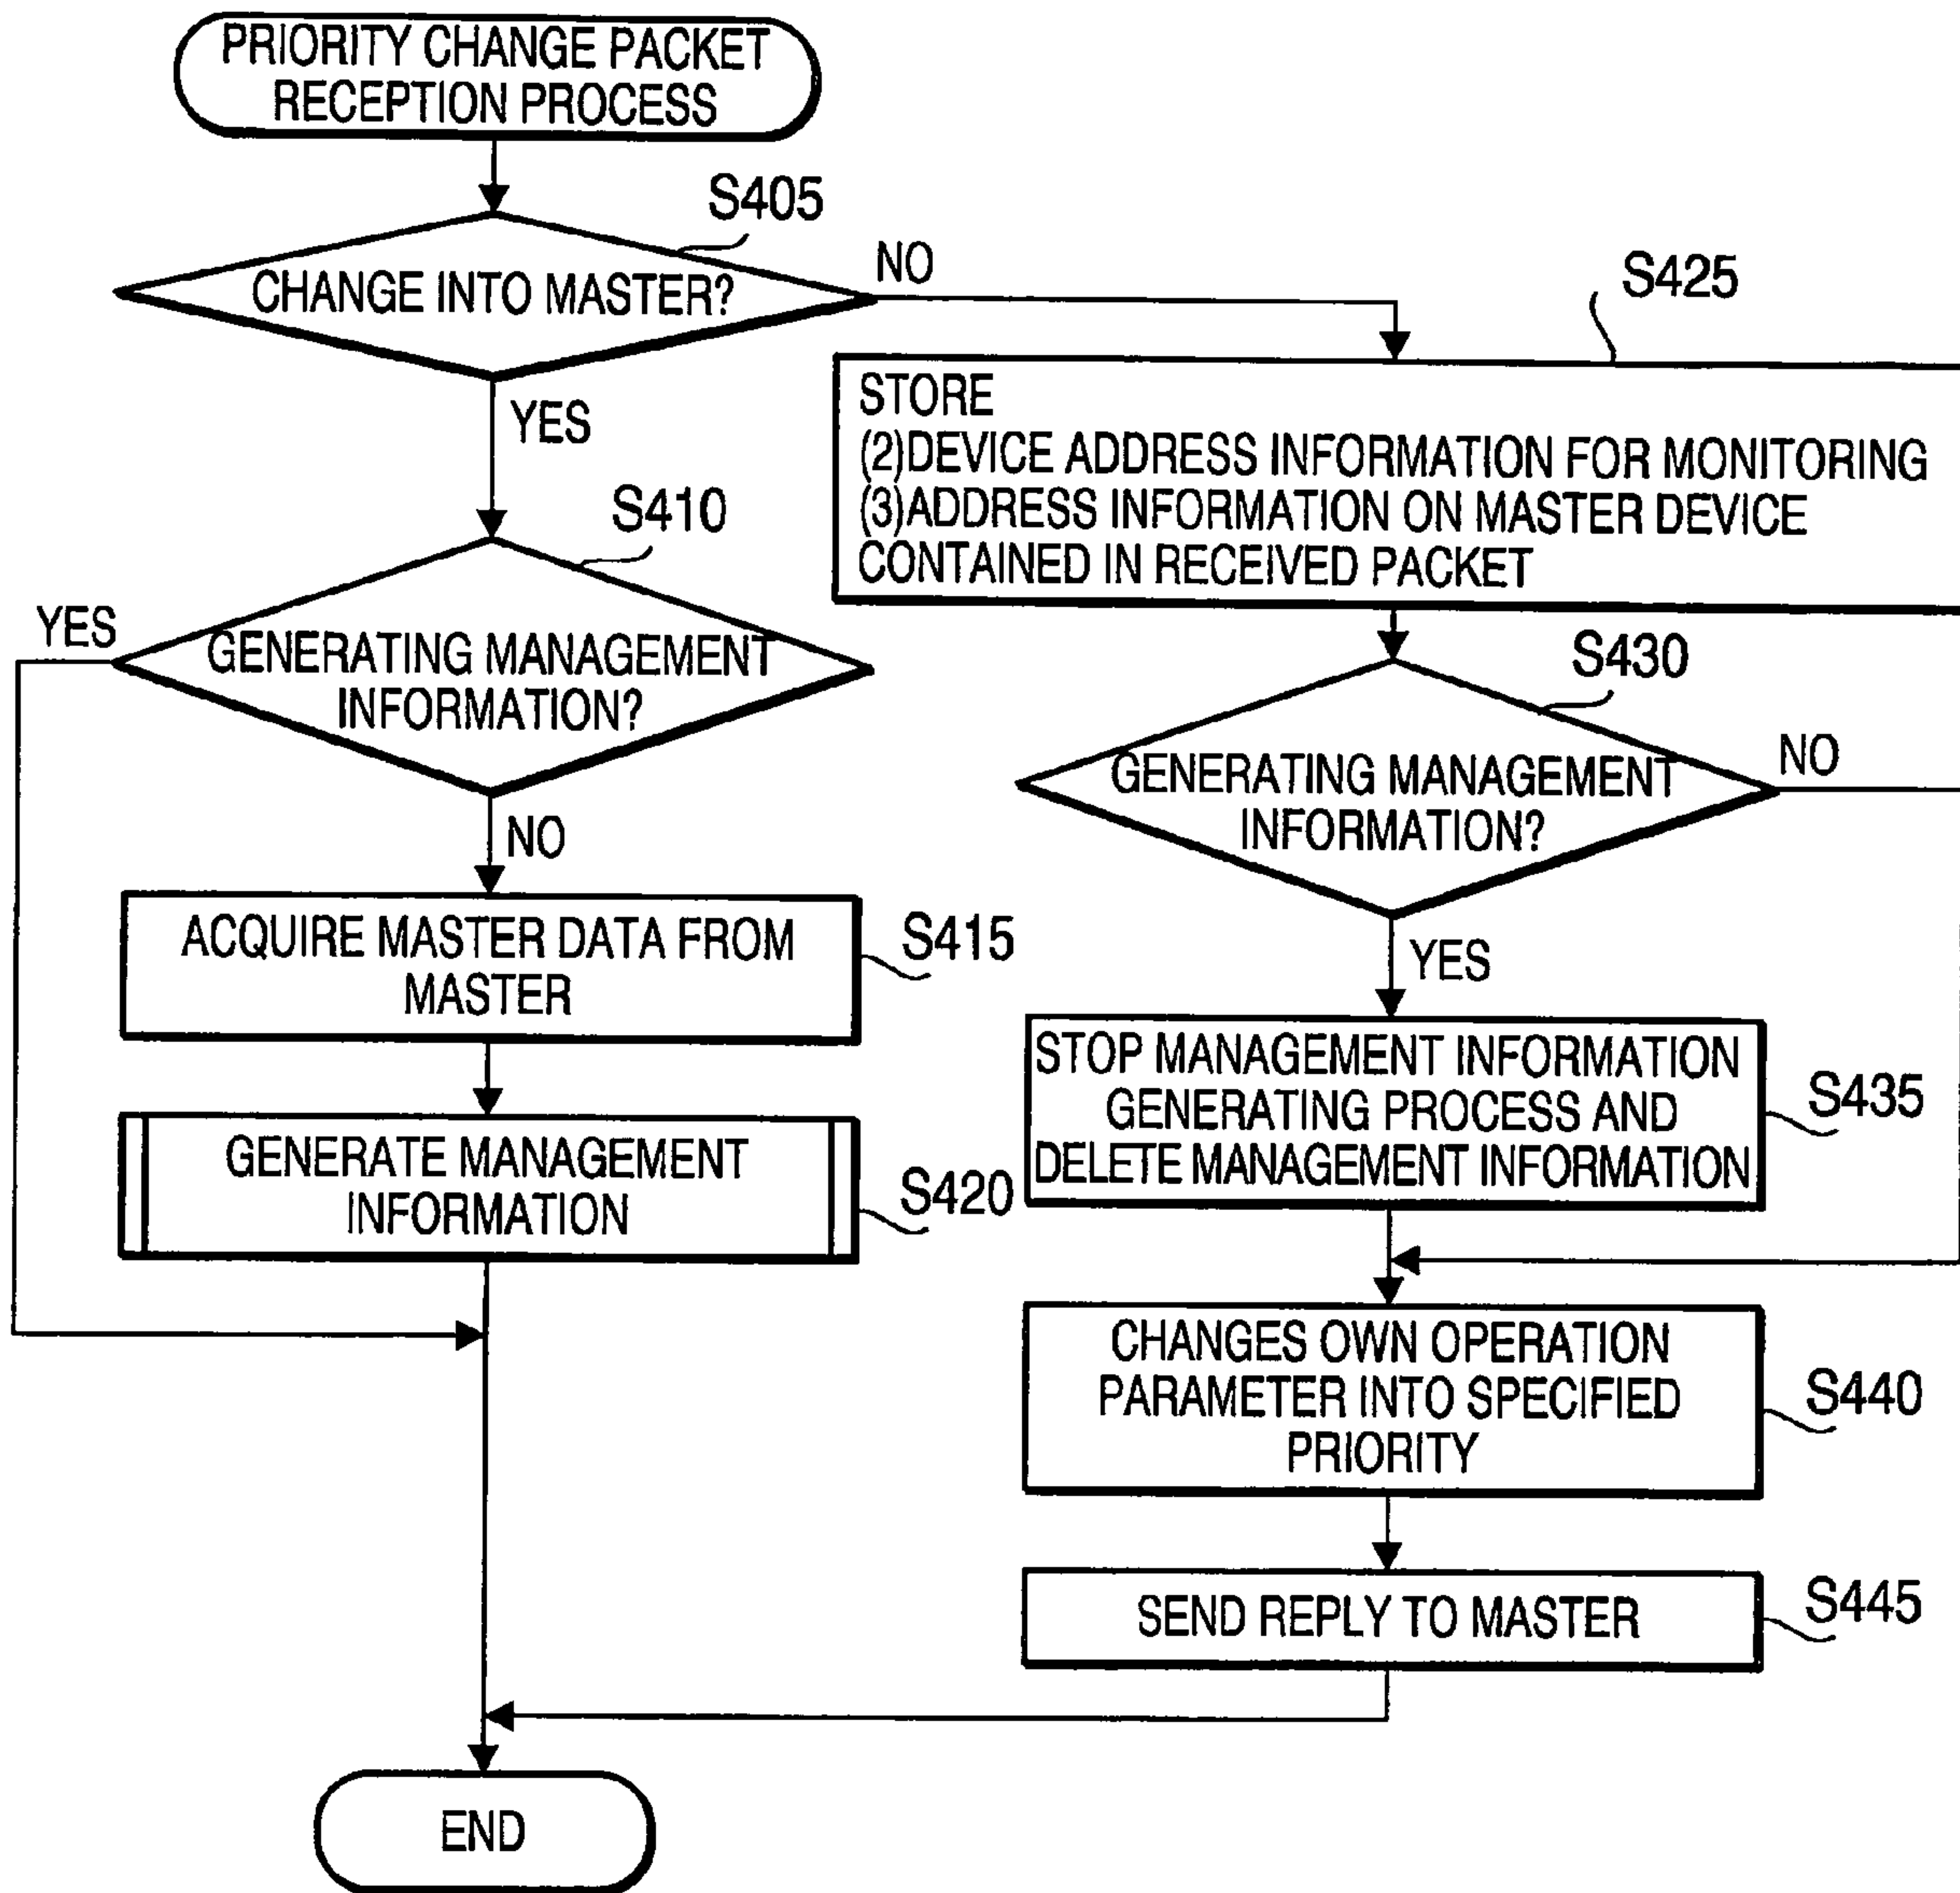 PRIORITY CHANGE PACKET
RECEPTION PROCESS
S405
CHANGE INTO MASTER?
NO
YES
S425
STORE
(2)DEVICE ADDRESS INFORMATION FOR MONITORING
(3)ADDRESS INFORMATION ON MASTER DEVICE
CONTAINED IN RECEIVED PACKET
S410
YES
GENERATING MANAGEMENT
INFORMATION?
NO
S430
GENERATING MANAGEMENT
INFORMATION?
NO
YES
ACQUIRE MASTER DATA FROM
MASTER
S415
GENERATE MANAGEMENT
INFORMATION
S420
STOP MANAGEMENT INFORMATION
GENERATING PROCESS AND
DELETE MANAGEMENT INFORMATION
S435
CHANGES OWN OPERATION
PARAMETER INTO SPECIFIED
PRIORITY
S440
SEND REPLY TO MASTER
S445
END